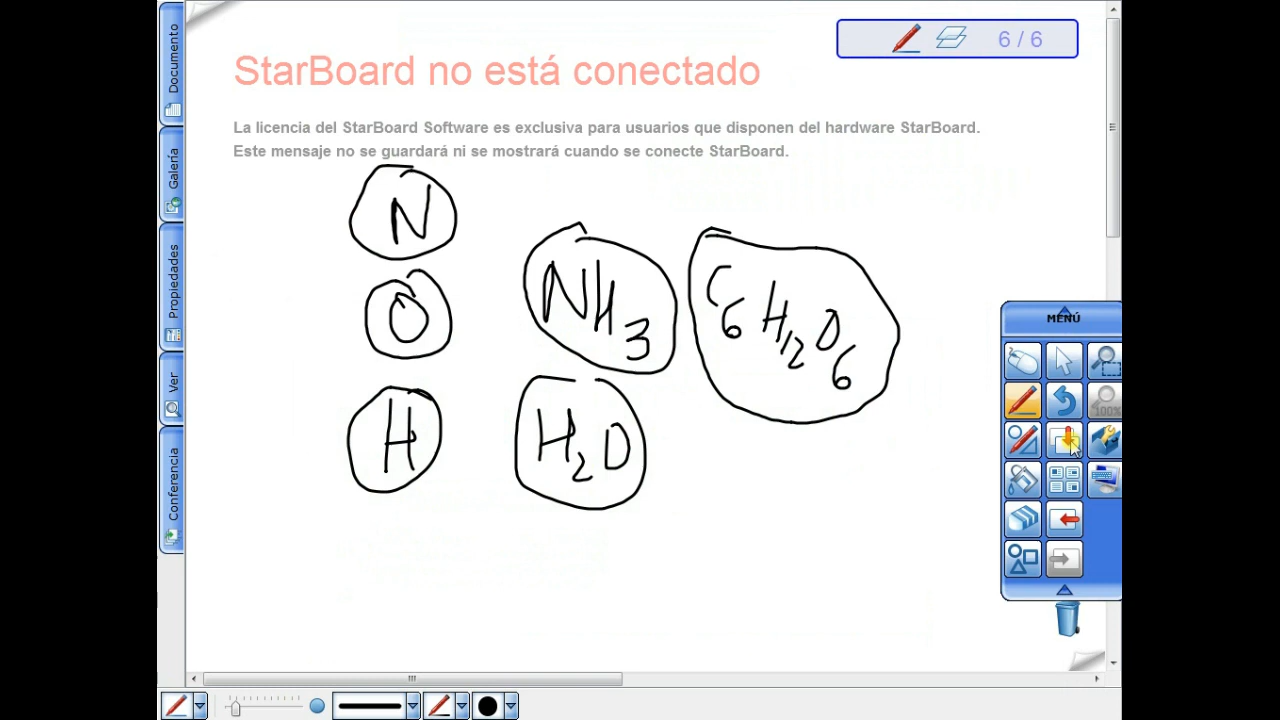 Documento
Galería
Propiedades
Ver
Conferencia
6 / 6
StarBoard no está conectado
La licencia del StarBoard Software es exclusiva para usuarios que disponen del hardware StarBoard.
Este mensaje no se guardará ni se mostrará cuando se conecte StarBoard.
N
O
H
NH3
H2O
C6H12O6
MENÚ
100%